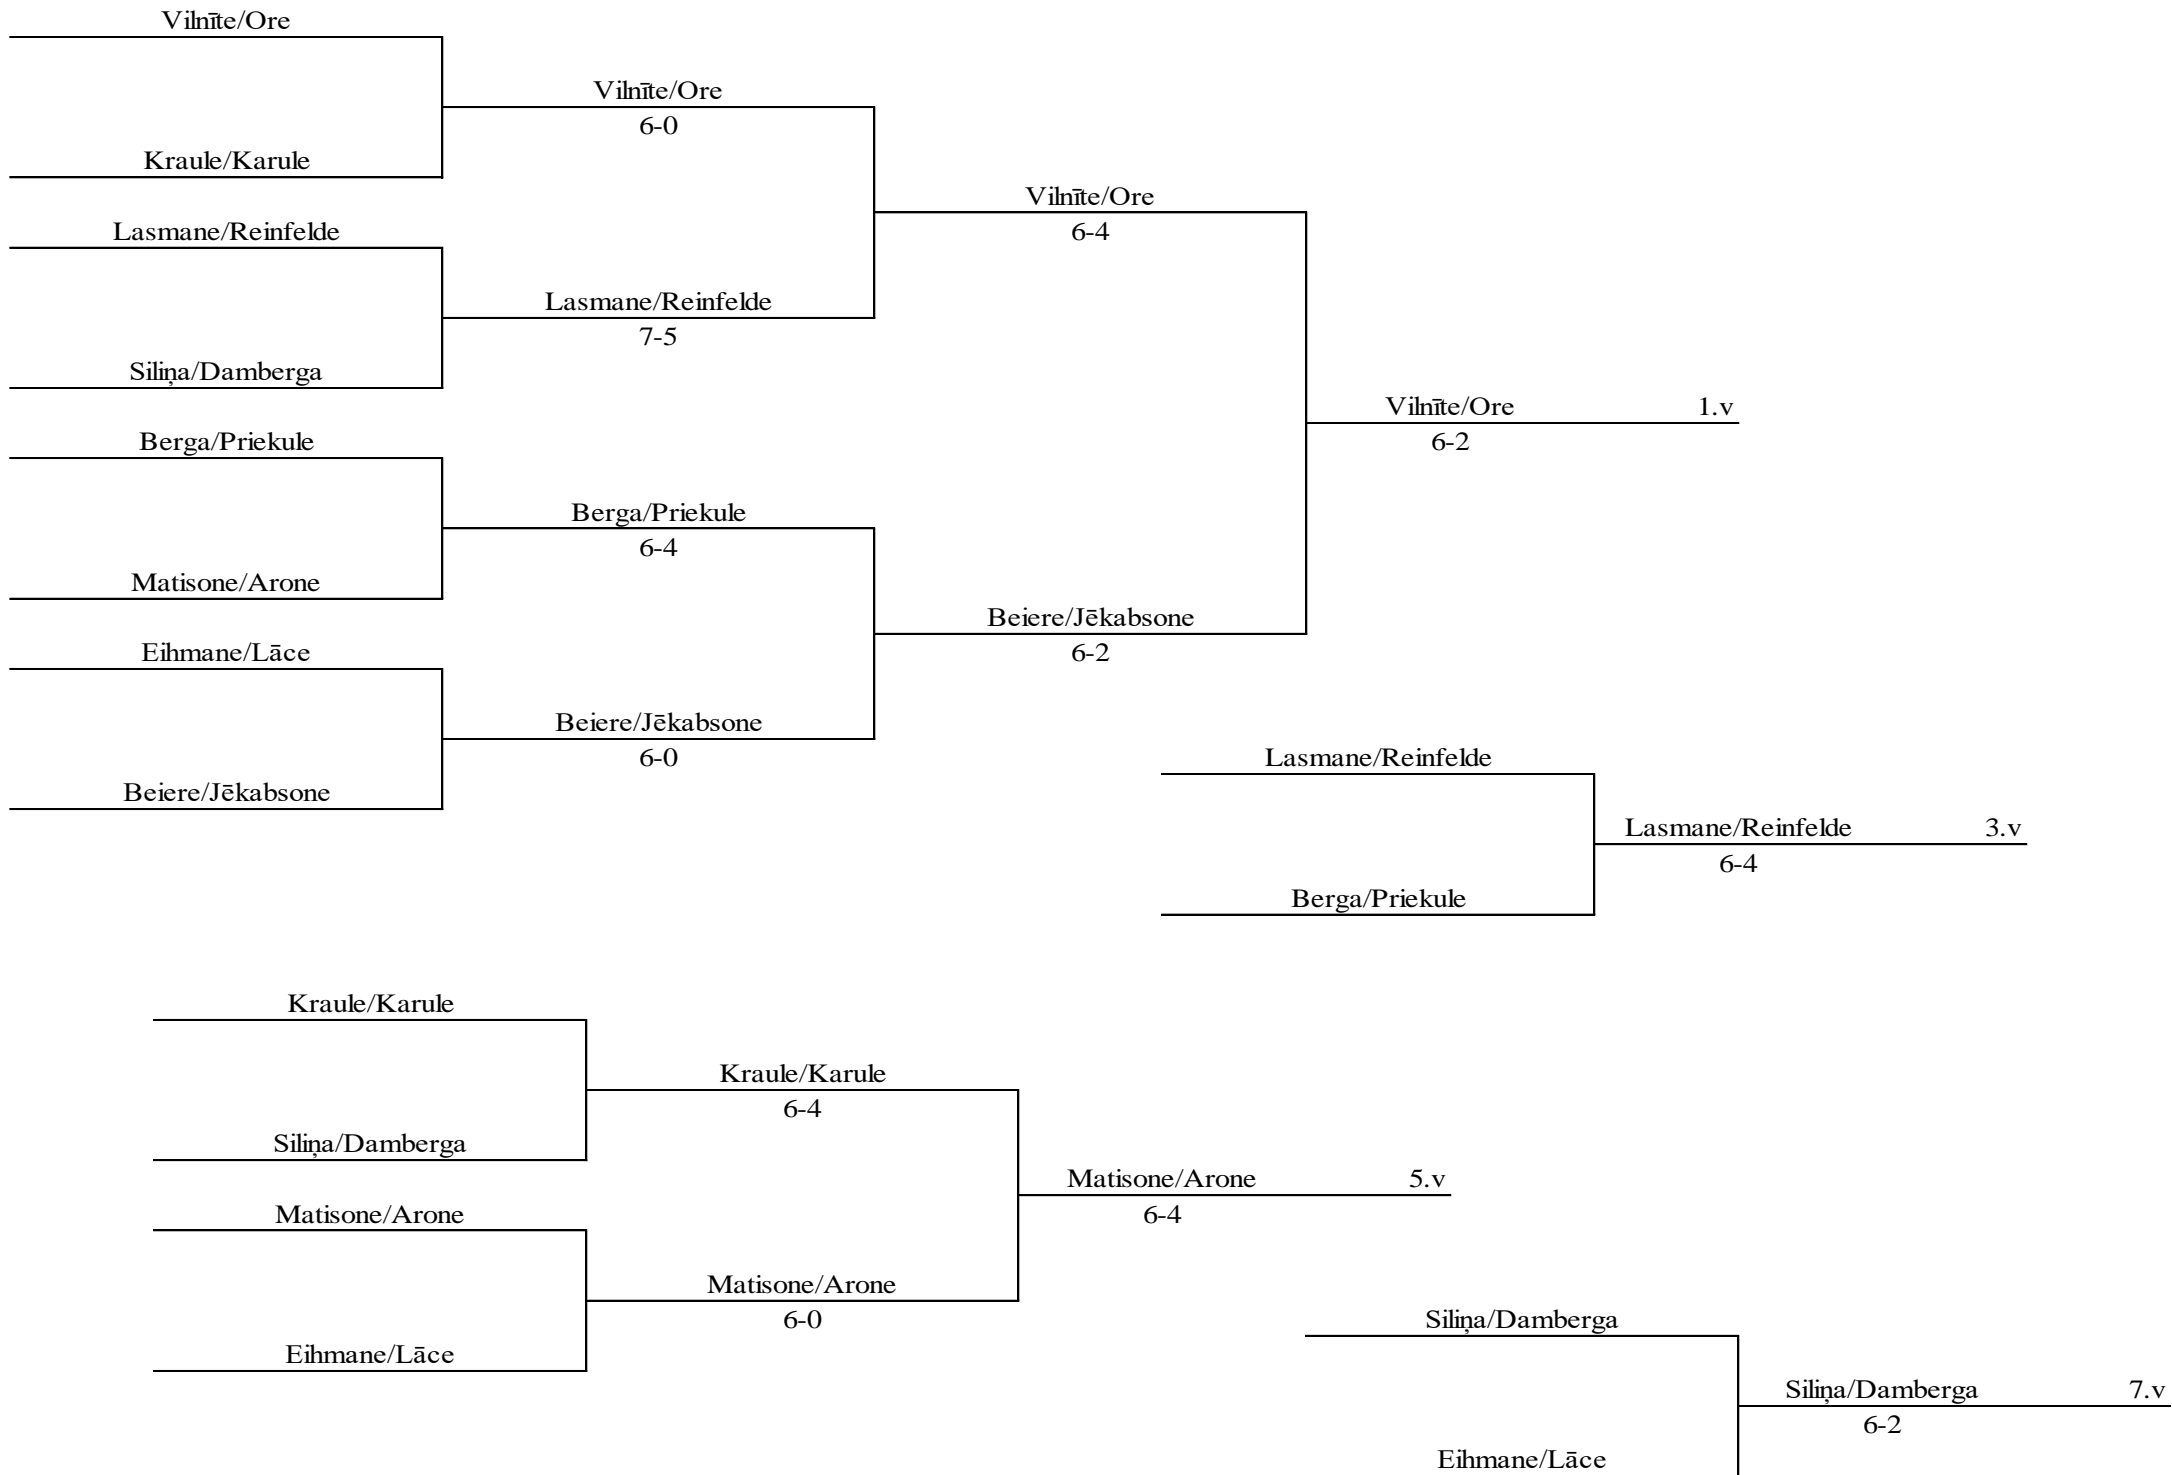 Vilnīte/Ore
Vilnīte/Ore
6-0
Kraule/Karule
Vilnīte/Ore
6-4
Lasmane/Reinfelde
Lasmane/Reinfelde
7-5
Siliņa/Damberga
Vilnīte/Ore 1.v
6-2
Berga/Priekule
Berga/Priekule
6-4
Matisone/Arone
Beiere/Jēkabsone
6-2
Eihmane/Lāce
Beiere/Jēkabsone
6-0
Beiere/Jēkabsone
Lasmane/Reinfelde
Lasmane/Reinfelde 3.v
6-4
Berga/Priekule
Kraule/Karule
Kraule/Karule
6-4
Siliņa/Damberga
Matisone/Arone 5.v
6-4
Matisone/Arone
Matisone/Arone
6-0
Eihmane/Lāce
Siliņa/Damberga
Siliņa/Damberga 7.v
6-2
Eihmane/Lāce